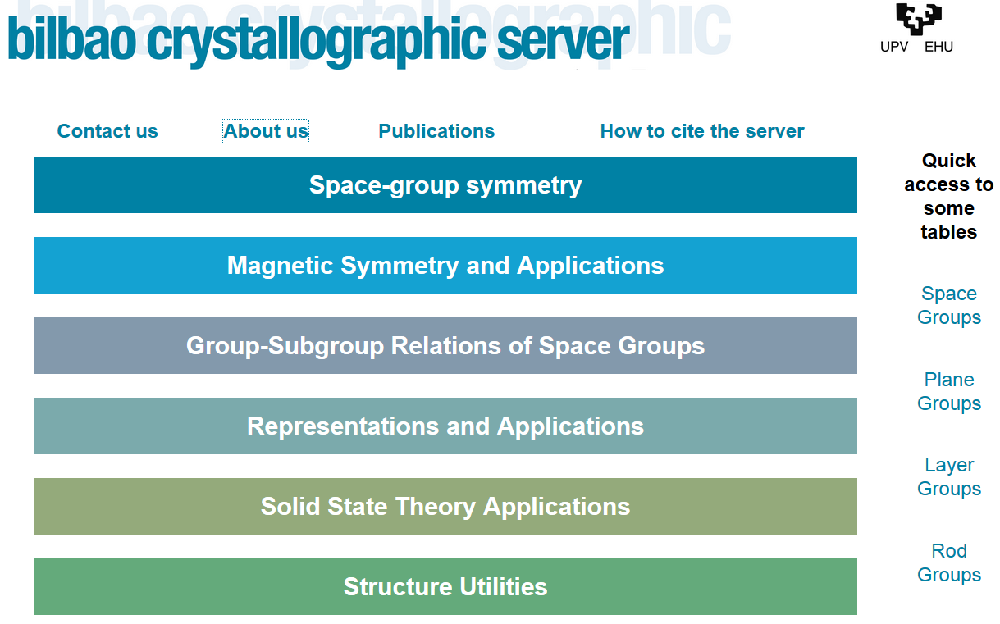 bilbao crystallographic
bilbao crystallographic server
UPV EHU
Contact us
About us
Publications
How to cite the server
Space-group symmetry
Magnetic Symmetry and Applications
Group-Subgroup Relations of Space Groups
Representations and Applications
Solid State Theory Applications
Structure Utilities
Quick
access to
some
tables
Space
Groups
Plane
Groups
Layer
Groups
Rod
Groups